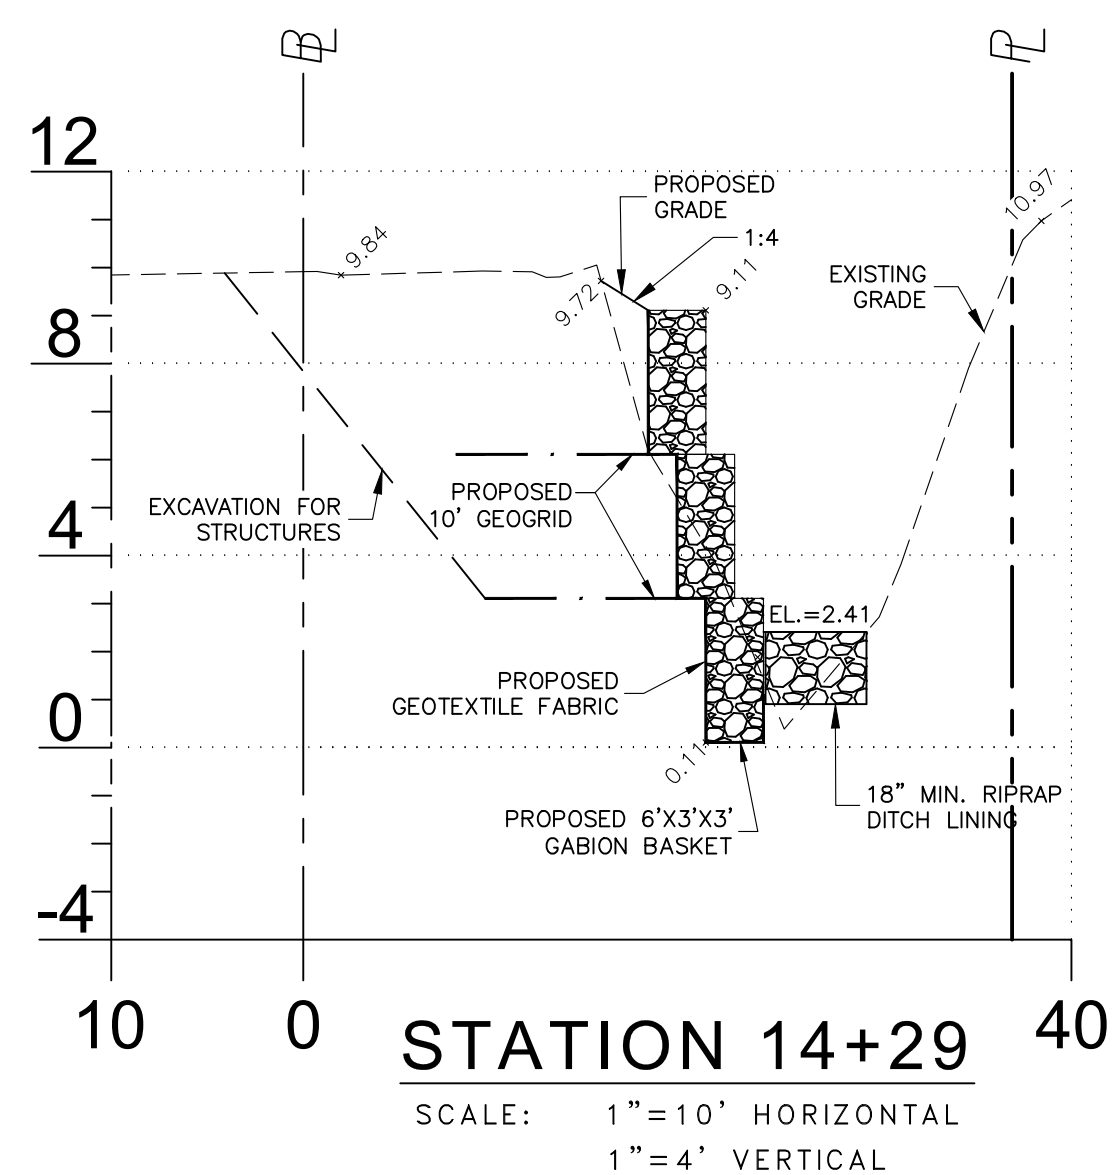 BL PL
PL
12
8
4
0
-4
10
0
40
9.84
PROPOSED
GRADE
1:4
9.11
9.72
10.97
EXISTING
GRADE
EXCAVATION FOR
STRUCTURES
PROPOSED
10' GEOGRID
EL.=2.41
PROPOSED
GEOTEXTILE FABRIC
0.11
PROPOSED 6'X3'X3'
GABION BASKET
18" MIN. RIPRAP
DITCH LINING
STATION 14+29
SCALE: 1"=10' HORIZONTAL
1"=4' VERTICAL